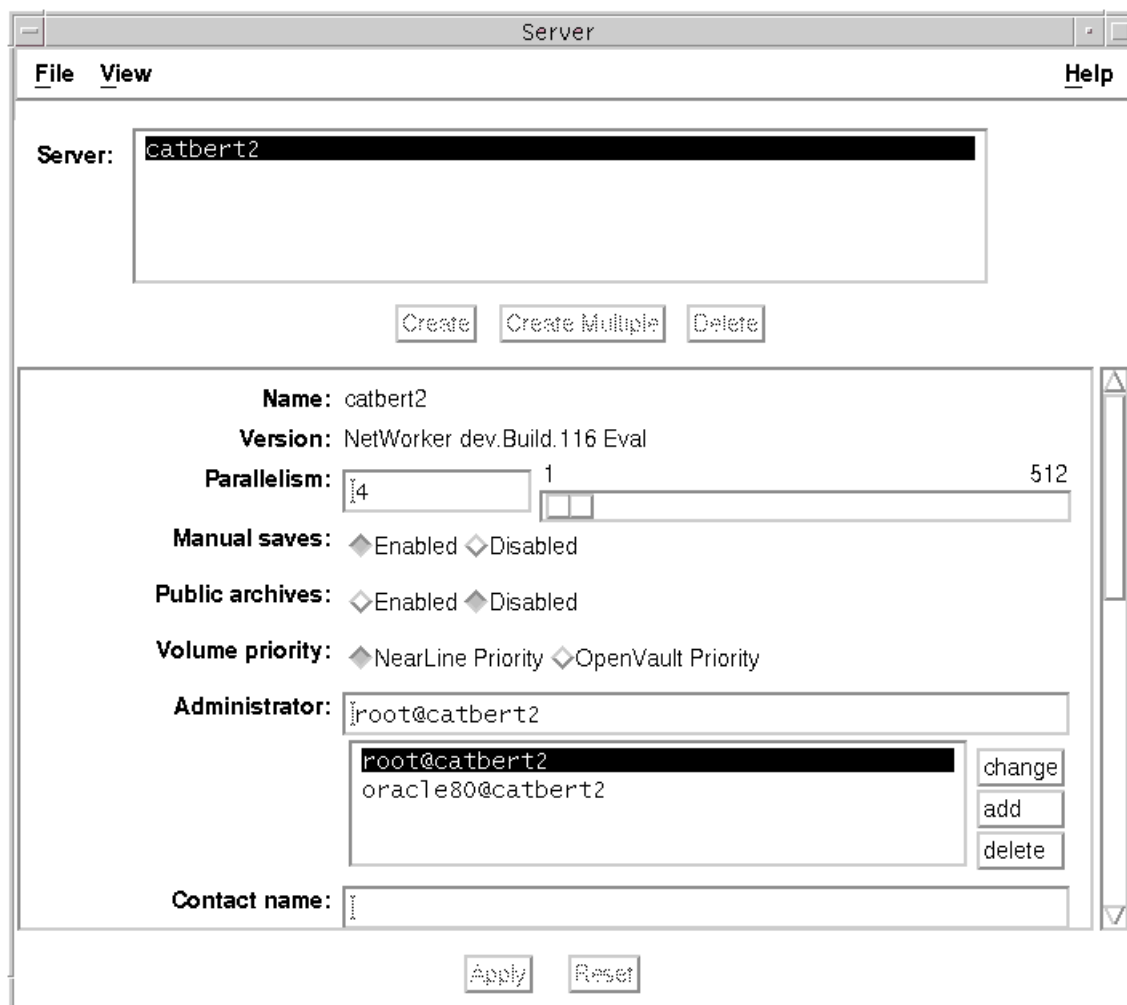 Server
File View Help
Server: catbert2
Create Create Multiple Delete
Name: catbert2
Version: NetWorker dev.Build.116 Eval
Parallelism: 4 1 512
Manual saves: Enabled Disabled
Public archives: Enabled Disabled
Volume priority: NearLine Priority OpenVault Priority
Administrator: root@catbert2
root@catbert2 change
oracle80@catbert2
add
delete
Contact name:
Apply Reset